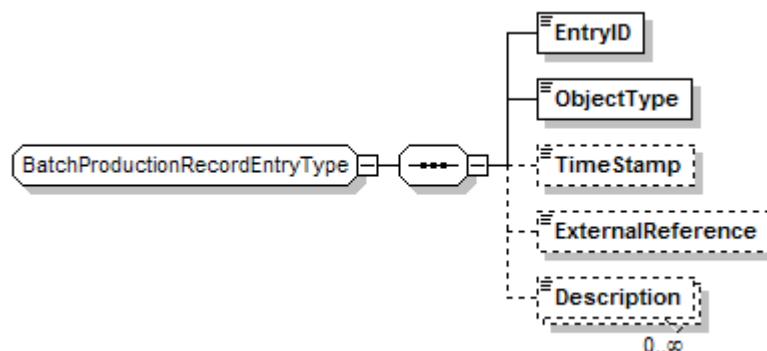 EntryID
ObjectType
BatchProductionRecordEntryType
TimeStamp
ExternalReference
Description
0..∞